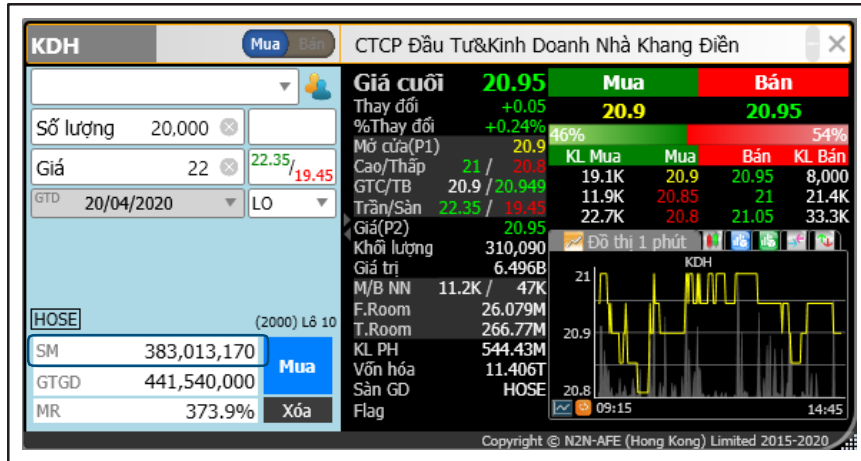 KDH Mua Bán CTCP Đầu Tư&Kinh Doanh Nhà Khang Điền
Số lượng 20,000
Giá 22 22.35/19.45
GTD 20/04/2020 LO
HOSE (2000) Lô 10
SM 383,013,170
GTGD 441,540,000
MR 373.9%
Mua
Xóa
Giá cuối 20.95
Thay đổi +0.05
%Thay đổi +0.24%
Mở cửa(P1) 20.9
Cao/Thấp 21 / 20.8
GTC/TB 20.9 / 20.949
Trần/Sàn 22.35 / 19.45
Giá(P2) 20.95
Khối lượng 310,090
Giá trị 6.496B
M/B NN 11.2K / 47K
F.Room 26.079M
T.Room 266.77M
KL PH 544.43M
Vốn hóa 11.406T
Sàn GD HOSE
Flag
Mua Bán
20.9 20.95
46% 54%
KL Mua Mua Bán KL Bán
19.1K 20.9 20.95 8,000
11.9K 20.85 21 21.4K
22.7K 20.8 21.05 33.3K
Đồ thị 1 phút
KDH
21
20.9
20.8
09:15 14:45
Copyright © N2N-AFE (Hong Kong) Limited 2015-2020